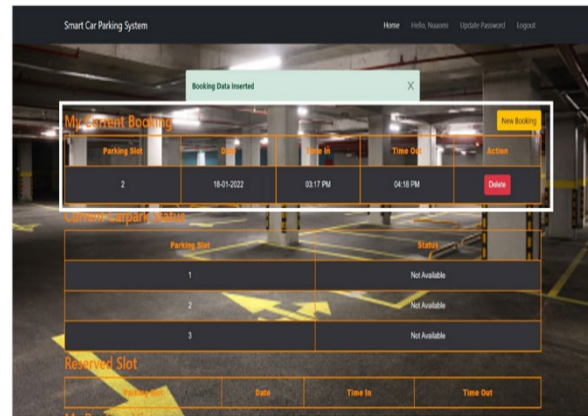 Smart Car Parking System Home Hello, Nuuomi Update Password Logout
Booking Data Inserted X
My Current Booking New Booking
Parking Slot Date Time In Time Out Action
2 18-01-2022 03:17 PM 04:18 PM Delete
Current Carpark Status
Parking Slot Status
1 Not Available
2 Not Available
3 Not Available
Reserved Slot
Parking Slot Date Time In Time Out